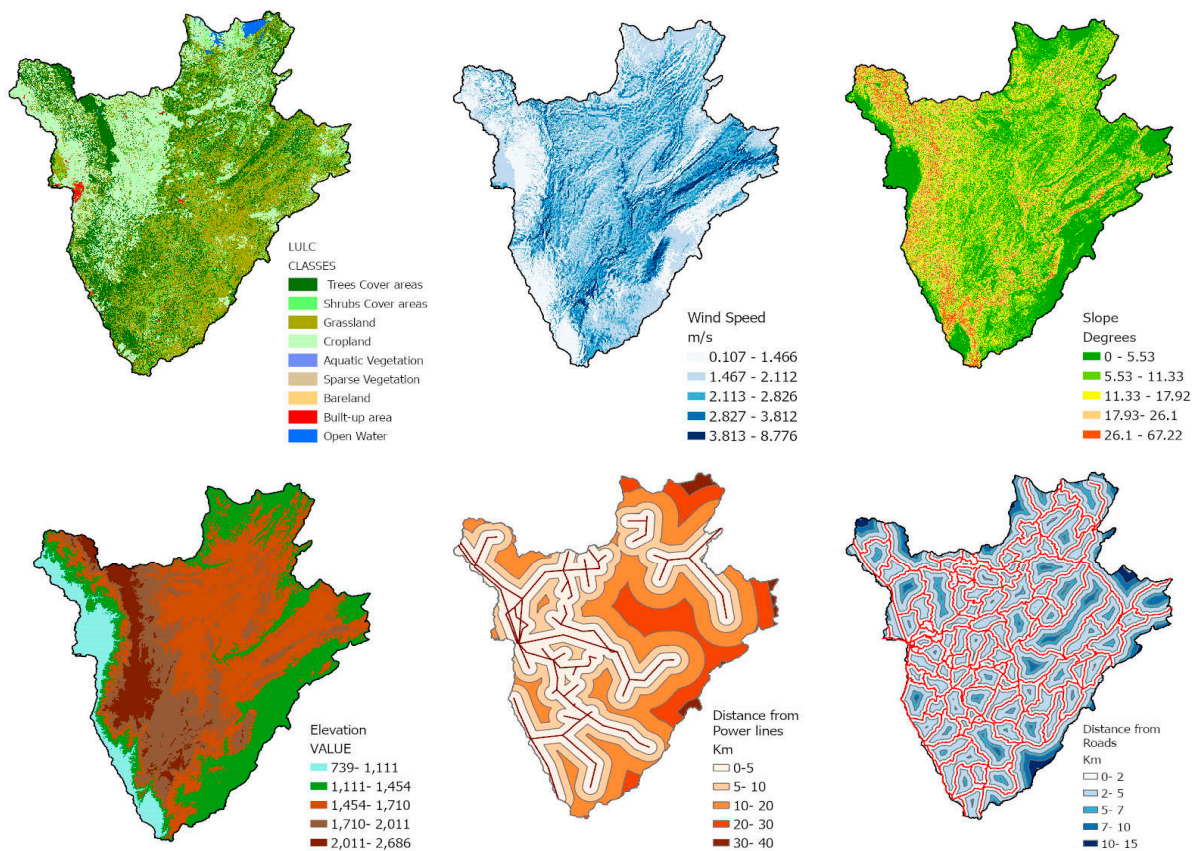 LULC
CLASSES
Trees Cover areas
Shrubs Cover areas
Grassland
Cropland
Aquatic Vegetation
Sparse Vegetation
Bareland
Built-up area
Open Water
Wind Speed
m/s
0.107 - 1.466
1.467 - 2.112
2.113 - 2.826
2.827 - 3.812
3.813 - 8.776
Slope
Degrees
0 - 5.53
5.53 - 11.33
11.33 - 17.92
17.93- 26.1
26.1 - 67.22
Elevation
VALUE
739- 1,111
1,111- 1,454
1,454- 1,710
1,710- 2,011
2,011- 2,686
Distance from
Power lines
Km
0-5
5- 10
10- 20
20- 30
30- 40
Distance from
Roads
Km
0- 2
2- 5
5- 7
7- 10
10- 15